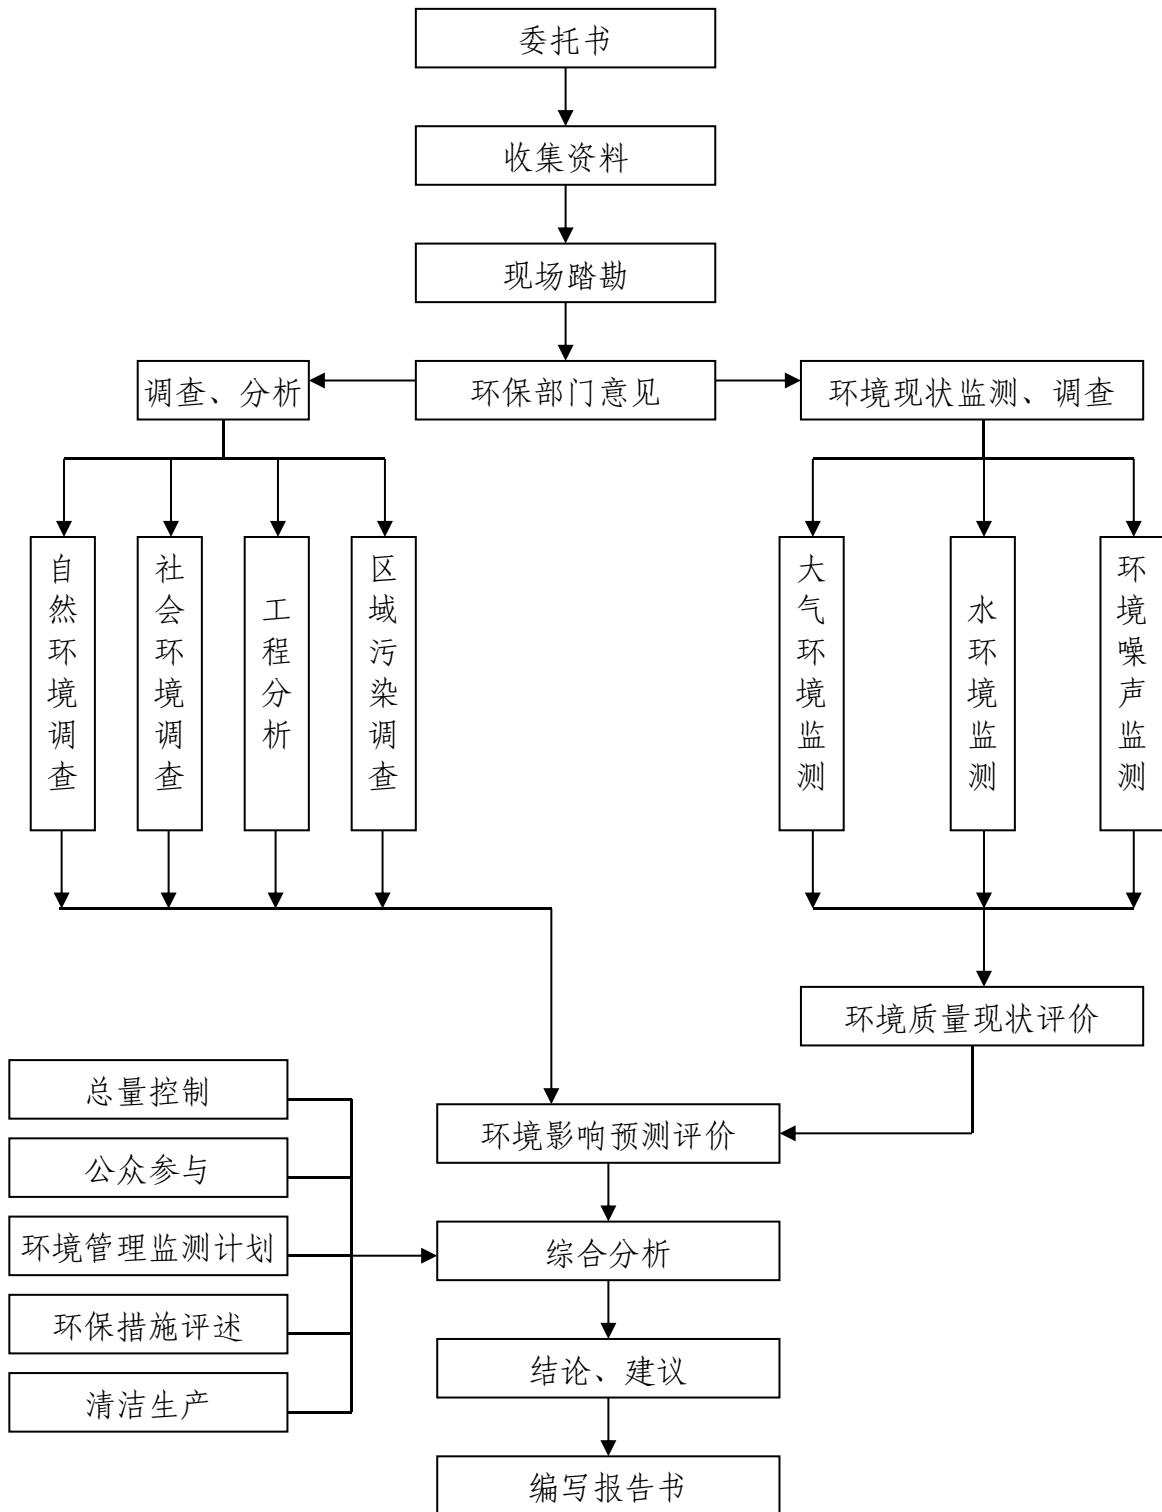 委托书
收集资料
现场踏勘
调查、分析
环保部门意见
环境现状监测、调查
自然环境调查
社会环境调查
工程分析
区域污染调查
大气环境监测
水环境监测
环境噪声监测
环境质量现状评价
总量控制
公众参与
环境管理监测计划
环保措施评述
清洁生产
环境影响预测评价
综合分析
结论、建议
编写报告书